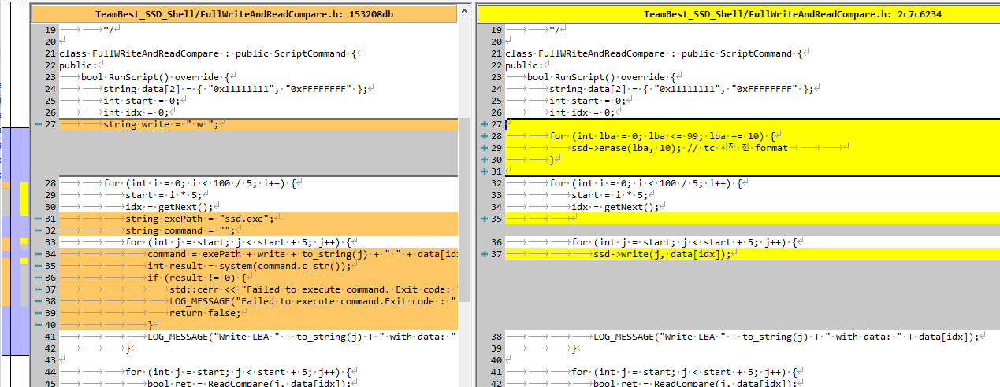 TeamBest_SSD_Shell/FullWriteAndReadCompare.h: 153208db
19 */
20
21 class FullWRiteAndReadCompare : public ScriptCommand {
22 public:
23 bool RunScript() override {
24 string data[2] = { "0x11111111", "0xFFFFFFFF" };
25 int start = 0;
26 int idx = 0;
27 string write = " w ";
28 for (int i = 0; i < 100 / 5; i++) {
29 start = i * 5;
30 idx = getNext();
31 string exePath = "ssd.exe";
32 string command = "";
33 for (int j = start; j < start + 5; j++) {
34 command = exePath + write + to_string(j) + " " + data[idx
35 int result = system(command.c_str());
36 if (result != 0) {
37 std::cerr << "Failed to execute command. Exit code: "
38 LOG_MESSAGE("Failed to execute command.Exit code : "
39 return false;
40 }
41 LOG_MESSAGE("Write LBA " + to_string(j) + " with data: "
42 }
43
44 for (int j = start; j < start + 5; j++) {
45 bool ret = ReadCompare(j, data[idx]);
TeamBest_SSD_Shell/FullWriteAndReadCompare.h: 2c7c6234
19 */
20
21 class FullWRiteAndReadCompare : public ScriptCommand {
22 public:
23 bool RunScript() override {
24 string data[2] = { "0x11111111", "0xFFFFFFFF" };
25 int start = 0;
26 int idx = 0;
27
28 for (int lba = 0; lba <= 99; lba += 10) {
29 ssd->erase(lba, 10); // tc 시작 전 format
30 }
31
32 for (int i = 0; i < 100 / 5; i++) {
33 start = i * 5;
34 idx = getNext();
35
36 for (int j = start; j < start + 5; j++) {
37 ssd->write(j, data[idx]);
38 LOG_MESSAGE("Write LBA " + to_string(j) + " with data: " + data[idx]);
39 }
40
41 for (int j = start; j < start + 5; j++) {
42 bool ret = ReadCompare(j, data[idx]);